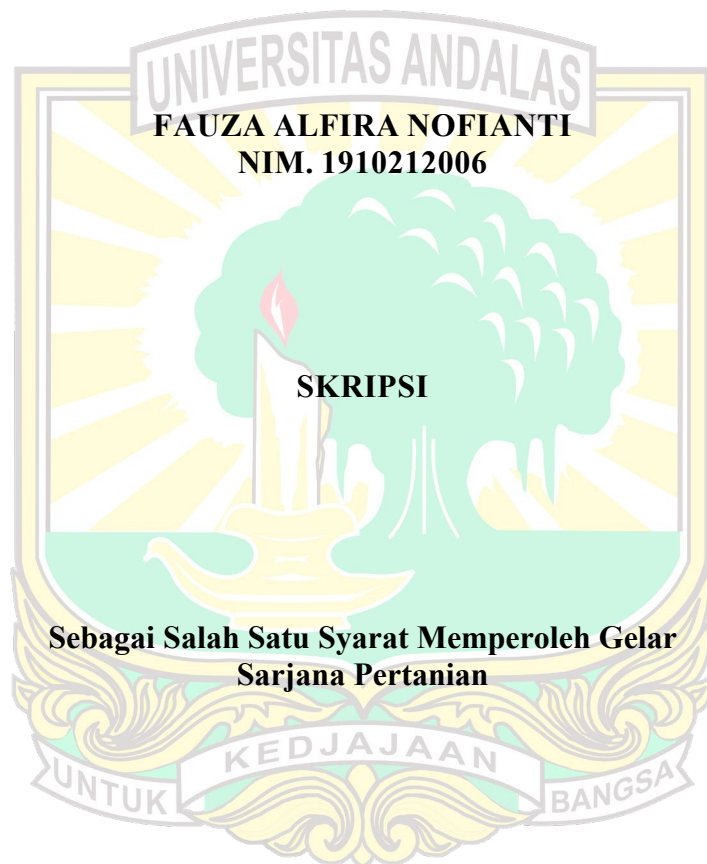 UNIVERSITAS ANDALAS
FAUZA ALFIRA NOFIANTI
NIM. 1910212006
SKRIPSI
Sebagai Salah Satu Syarat Memperoleh Gelar
Sarjana Pertanian
UNTUK KEDJAJAAN BANGSA